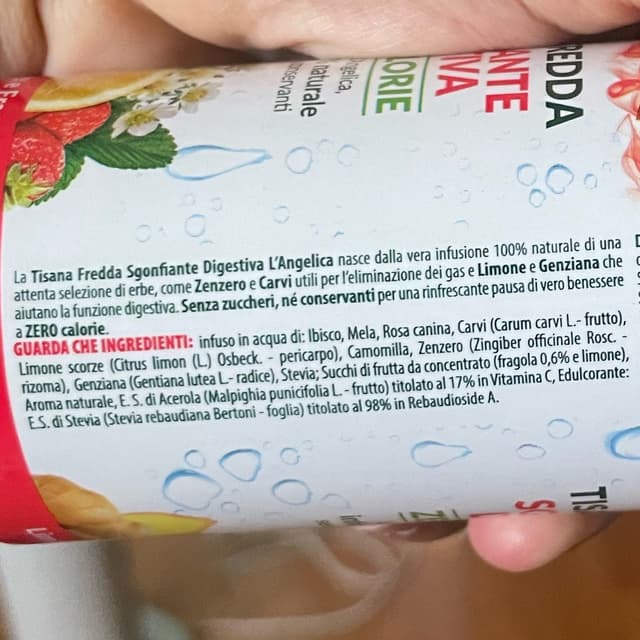 La Tisana Fredda Sgonfiante Digestiva L'Angelica nasce dalla vera infusione 100% naturale di una
attenta selezione di erbe, come Zenzero e Carvi utili per l'eliminazione dei gas e Limone e Genziana che
aiutano la funzione digestiva. Senza zuccheri, né conservanti per una rinfrescante pausa di vero benessere
a ZERO calorie.
GUARDA CHE INGREDIENTI: infuso in acqua di: Ibisco, Mela, Rosa canina, Carvi (Carum carvi L.- frutto),
Limone scorze (Citrus limon (L.) Osbeck. - pericarpo), Camomilla, Zenzero (Zingiber officinale Rosc. -
rizoma), Genziana (Gentiana lutea L.- radice), Stevia; Succhi di frutta da concentrato (fragola 0,6% e limone),
Aroma naturale, E.S. di Acerola (Malpighia punicifolia L. - frutto) titolato al 17% in Vitamina C, Edulcorante:
E.S. di Stevia (Stevia rebaudiana Bertoni - foglia) titolato al 98% in Rebaudioside A.
REDDA
ANTE
IVA
ORIE
ngelica,
naturale
nservanti
TIS